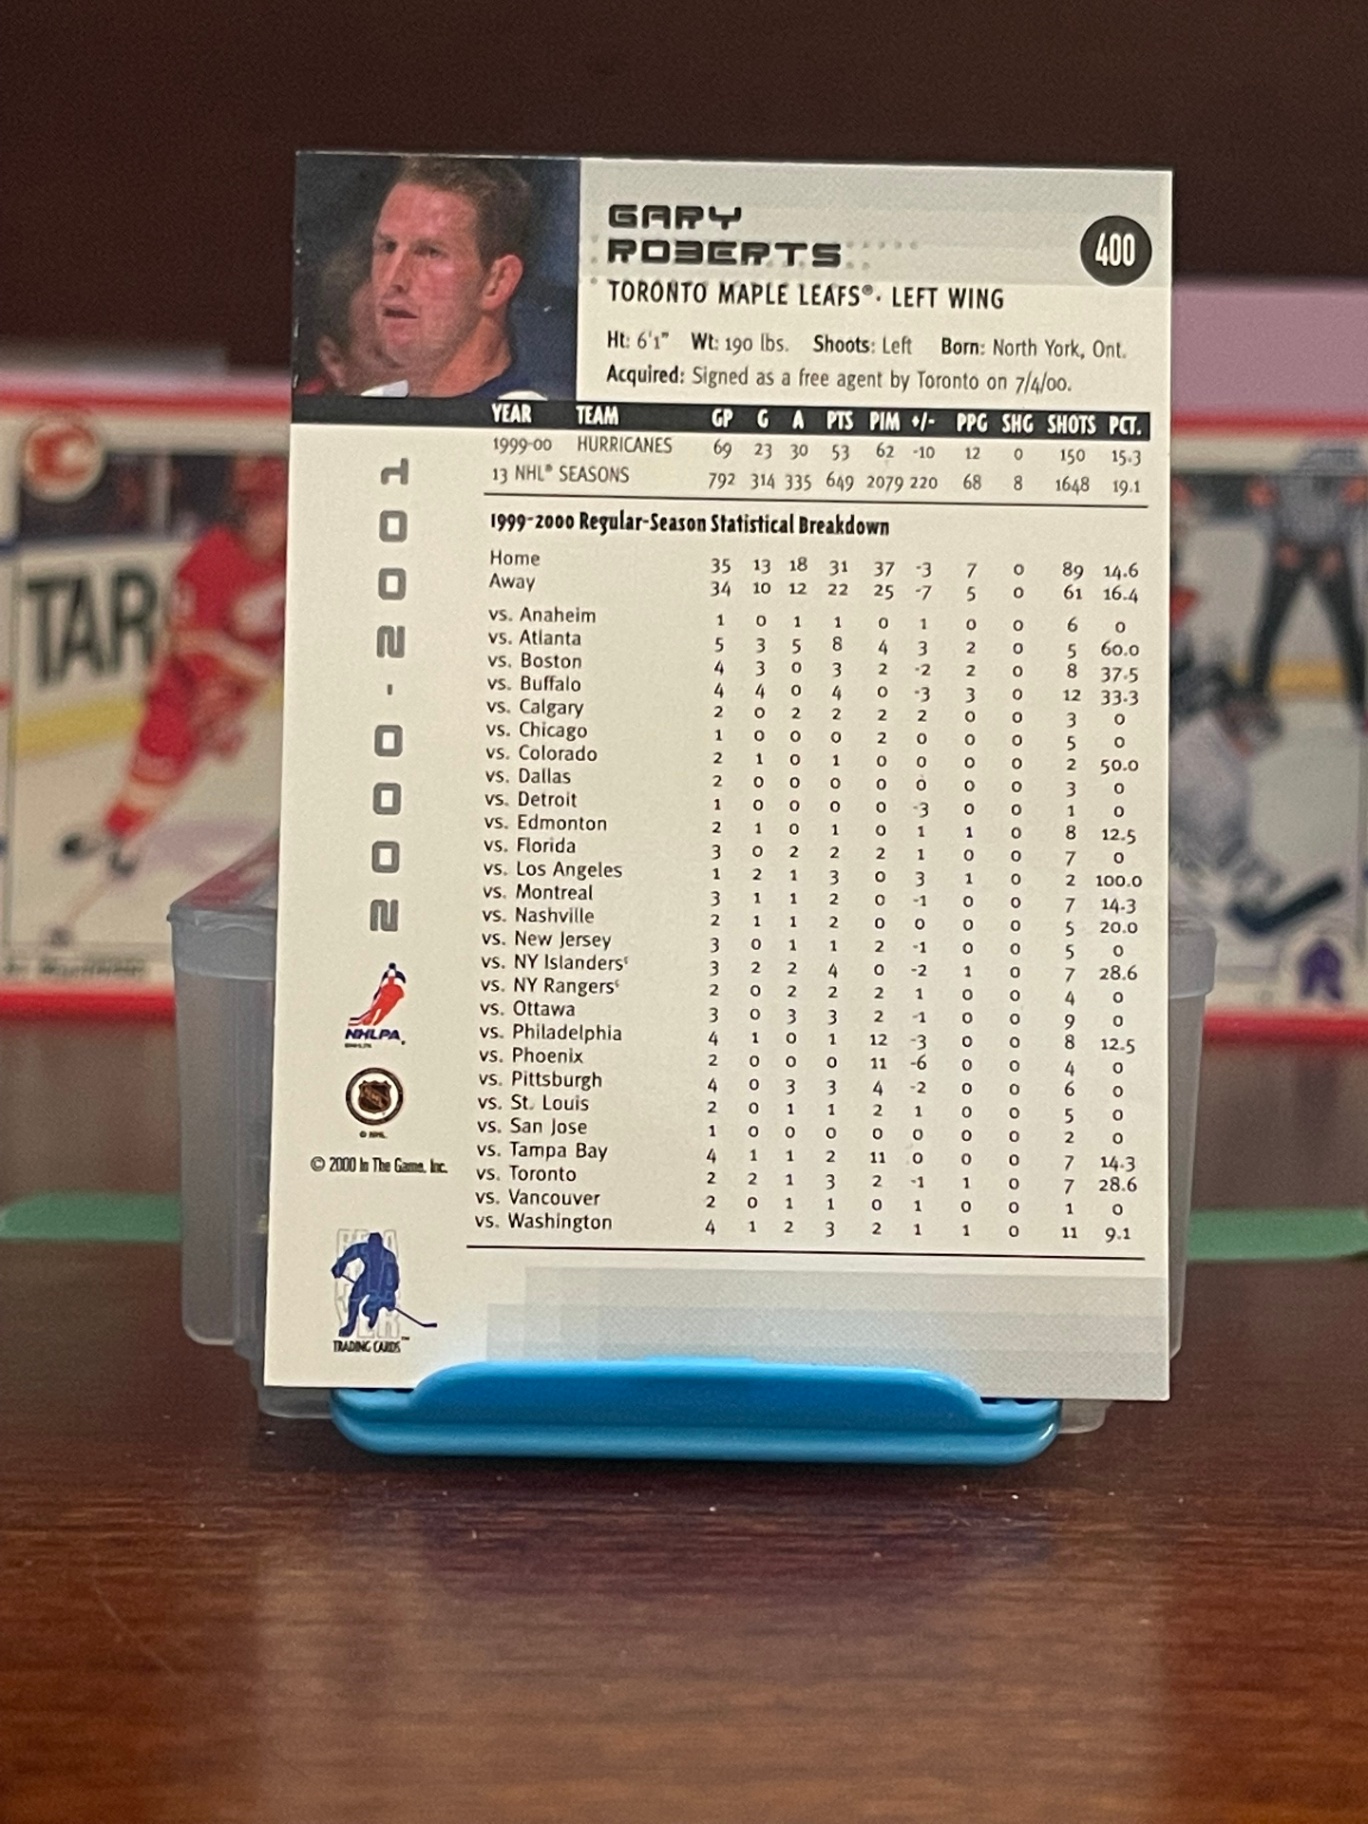 GARY
ROBERTS
400
TORONTO MAPLE LEAFS®· LEFT WING
Ht: 6'1" Wt: 190 lbs. Shoots: Left Born: North York, Ont.
Acquired: Signed as a free agent by Toronto on 7/4/00.
YEAR TEAM GP G A PTS PIM +/- PPG SHG SHOTS PCT.
1999-00 HURRICANES 69 23 30 53 62 -10 12 0 150 15.3
13 NHL® SEASONS 792 314 335 649 2079 220 68 8 1648 19.1
1999-2000 Regular-Season Statistical Breakdown
Home 35 13 18 31 37 -3 7 0 89 14.6
Away 34 10 12 22 25 -7 5 0 61 16.4
vs. Anaheim 1 0 1 1 0 1 0 0 6 0
vs. Atlanta 5 3 5 8 4 3 2 0 5 60.0
vs. Boston 4 3 0 3 2 -2 2 0 8 37.5
vs. Buffalo 4 4 0 4 0 -3 3 0 12 33.3
vs. Calgary 2 0 2 2 2 2 0 0 3 0
vs. Chicago 1 0 0 0 2 0 0 0 5 0
vs. Colorado 2 1 0 1 0 0 0 0 2 50.0
vs. Dallas 2 0 0 0 0 0 0 0 3 0
vs. Detroit 1 0 0 0 0 -3 0 0 1 0
vs. Edmonton 2 1 0 1 0 1 1 0 8 12.5
vs. Florida 3 0 2 2 2 1 0 0 7 0
vs. Los Angeles 1 2 1 3 0 3 1 0 2 100.0
vs. Montreal 3 1 1 2 0 -1 0 0 7 14.3
vs. Nashville 2 1 1 2 0 0 0 0 5 20.0
vs. New Jersey 3 0 1 1 2 -1 0 0 5 0
vs. NY Islanders 3 2 2 4 0 -2 1 0 7 28.6
vs. NY Rangers 2 0 2 2 2 1 0 0 4 0
vs. Ottawa 3 0 3 3 2 -1 0 0 9 0
vs. Philadelphia 4 1 0 1 12 -3 0 0 8 12.5
vs. Phoenix 2 0 0 0 11 -6 0 0 4 0
vs. Pittsburgh 4 0 3 3 4 -2 0 0 6 0
vs. St. Louis 2 0 1 1 2 1 0 0 5 0
vs. San Jose 1 0 0 0 0 0 0 0 2 0
vs. Tampa Bay 4 1 1 2 11 0 0 0 7 14.3
vs. Toronto 2 2 1 3 2 -1 1 0 7 28.6
vs. Vancouver 2 0 1 1 0 1 0 0 1 0
vs. Washington 4 1 2 3 2 1 1 0 11 9.1
2000-2001
NHLPA
© NHL
© 2000 In The Game, Inc.
BE A
PLAYER
TRADING CARDS™
TAR